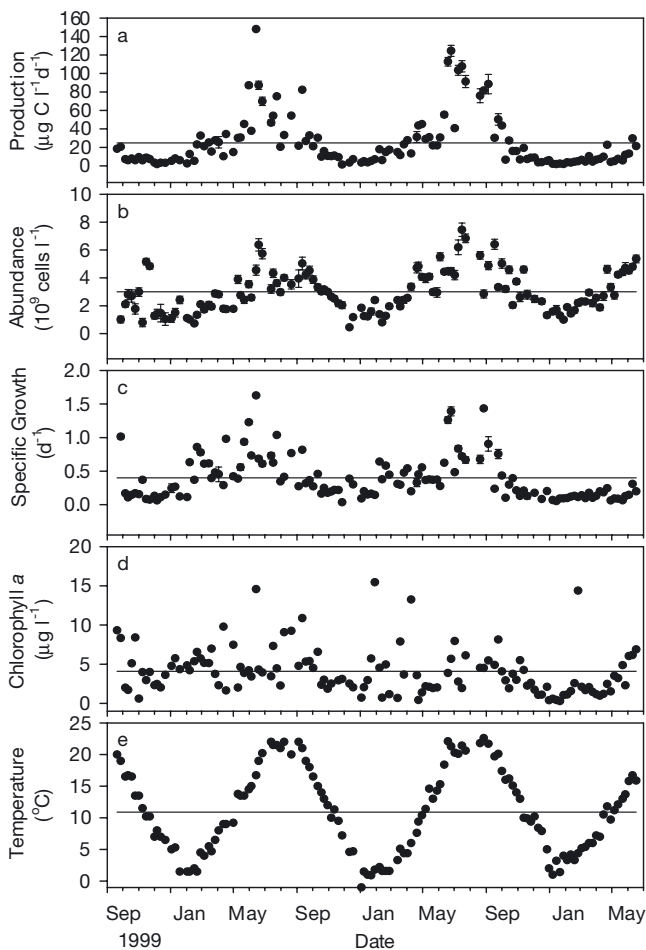 a
Production
(µg C l⁻¹d⁻¹)
160
140
120
100
80
60
40
20
0
b
Abundance
(10⁹ cells l⁻¹)
10
8
6
4
2
0
c
Specific Growth
(d⁻¹)
2.0
1.5
1.0
0.5
0.0
d
Chlorophyll a
(µg l⁻¹)
20
15
10
5
0
e
Temperature
(°C)
25
20
15
10
5
0
Sep Jan May Sep Jan May Sep Jan May
1999
Date